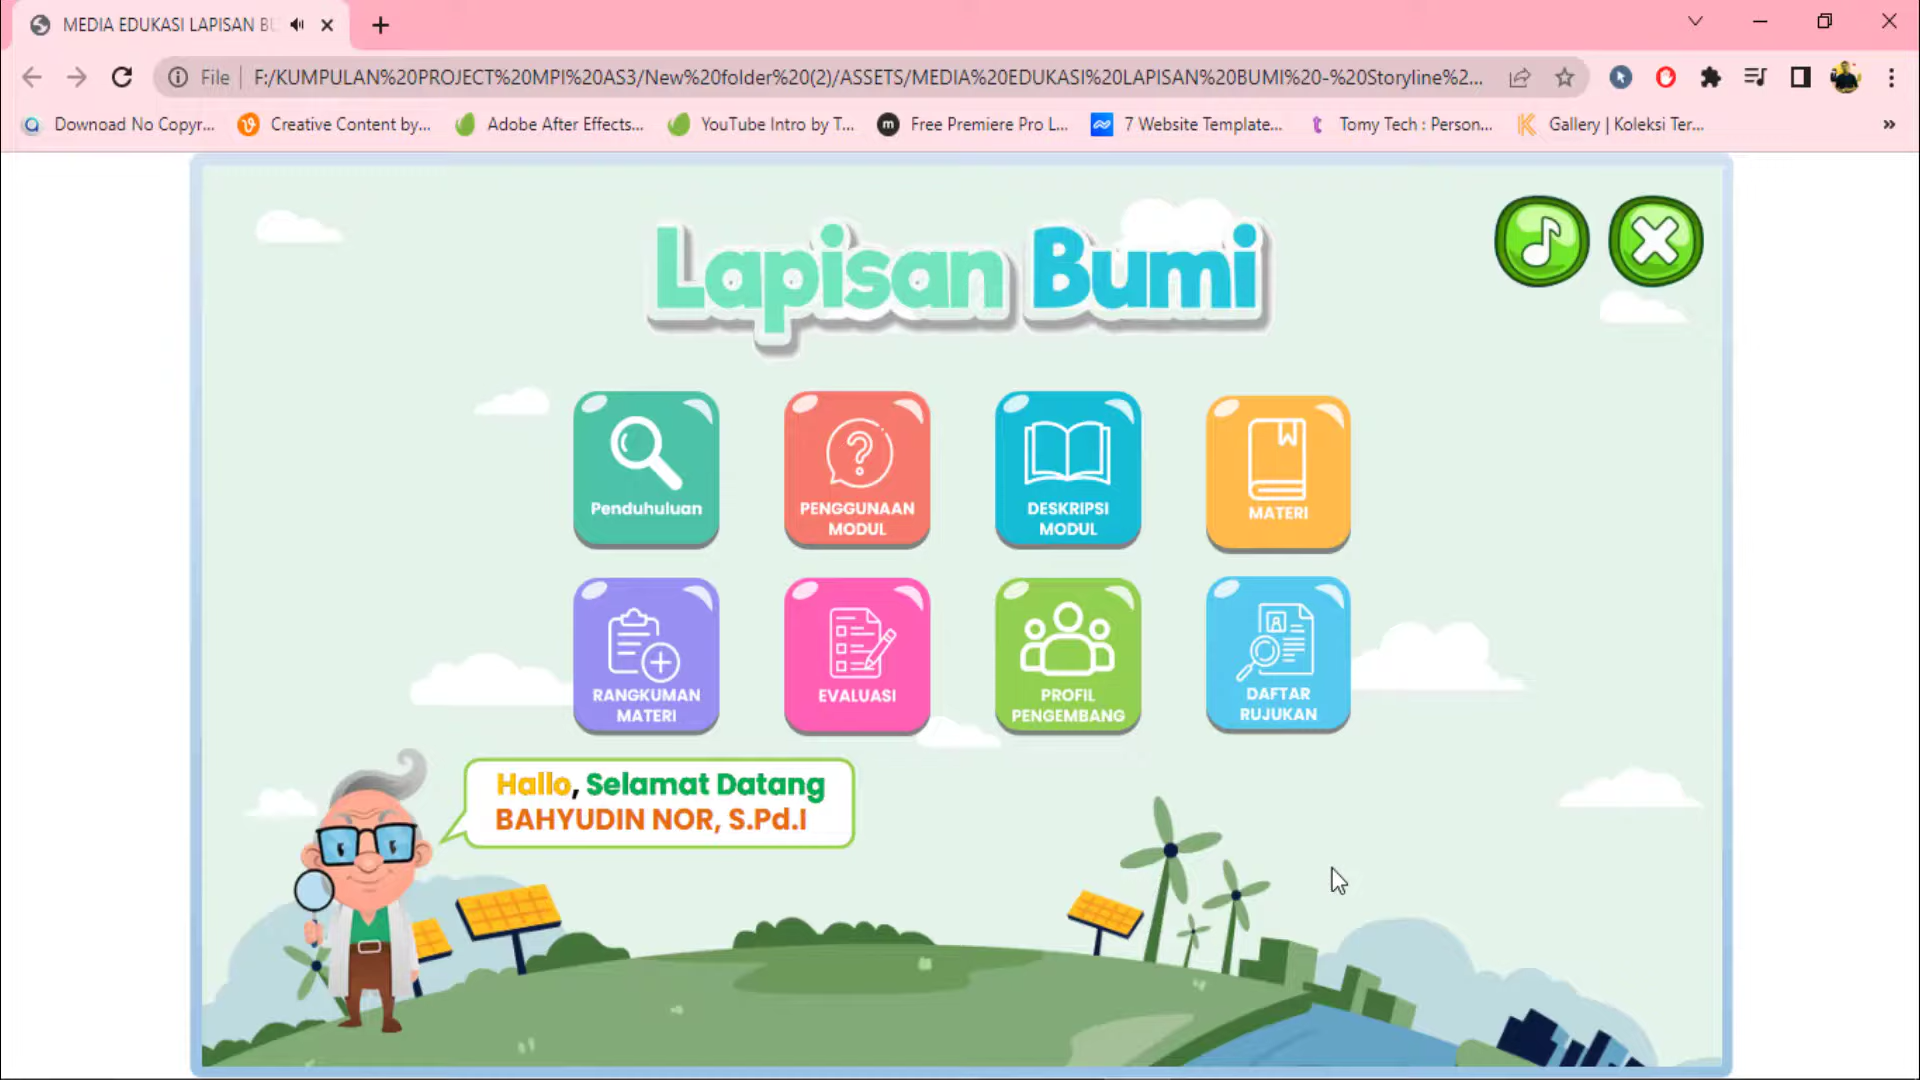 MEDIA EDUKASI LAPISAN BU
File
F:/KUMPULAN%20PROJECT%20MPI%20AS3/New%20folder%20(2)/ASSETS/MEDIA%20EDUKASI%20LAPISAN%20BUMI%20-%20Storyline%2...
Downoad No Copyr...
Creative Content by...
Adobe After Effects...
YouTube Intro by T...
Free Premiere Pro L...
7 Website Template...
Tomy Tech : Person...
Gallery | Koleksi Ter...
Lapisan Bumi
Penduhuluan
PENGGUNAAN
MODUL
DESKRIPSI
MODUL
MATERI
RANGKUMAN
MATERI
EVALUASI
PROFIL
PENGEMBANG
DAFTAR
RUJUKAN
Hallo, Selamat Datang
BAHYUDIN NOR, S.Pd.I